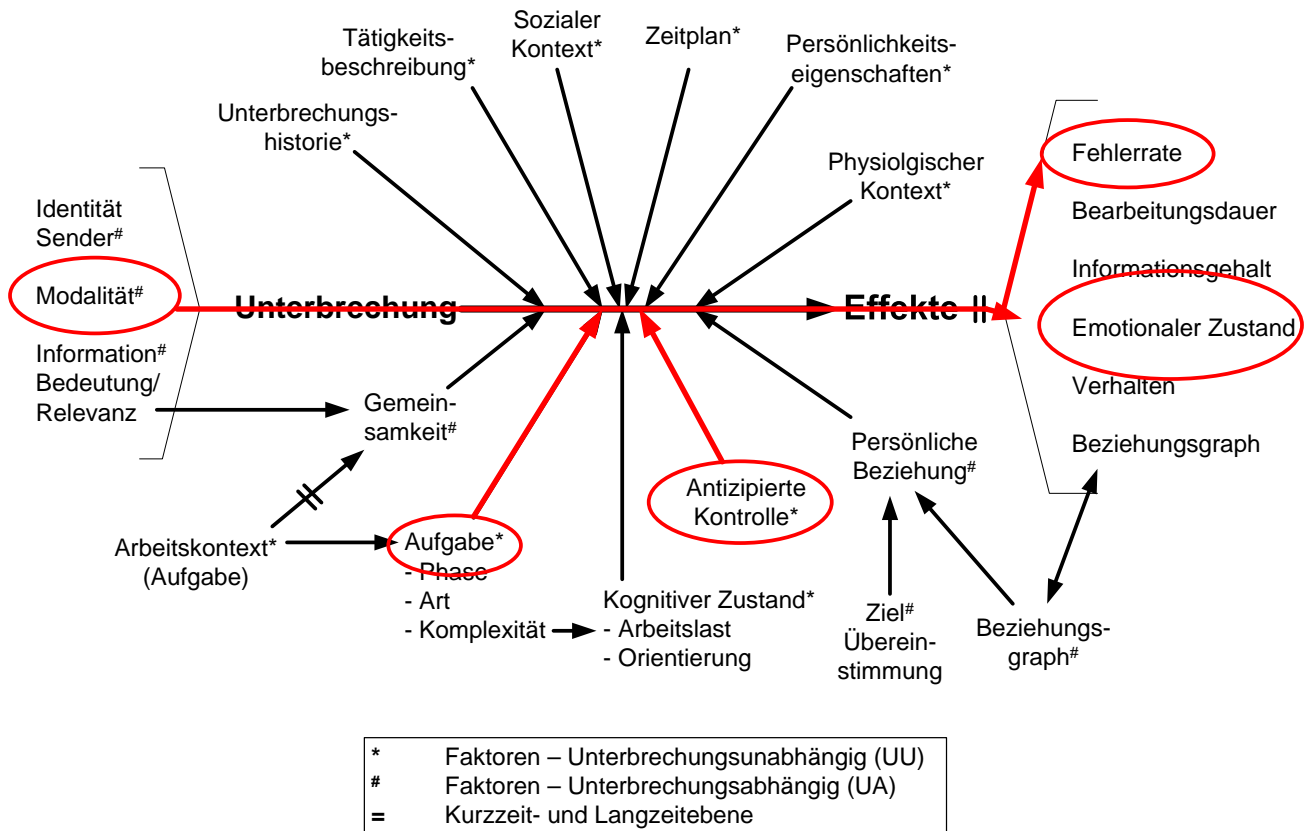 Sozialer
Kontext*
Zeitplan*
Tätigkeits-
beschreibung*
Persönlichkeits-
eigenschaften*
Unterbrechungs-
historie*
Physiolgischer
Kontext*
Identität
Sender#
Modalität#
Information#
Bedeutung/
Relevanz
Unterbrechung
Effekte ||
Fehlerrate
Bearbeitungsdauer
Informationsgehalt
Emotionaler Zustand
Verhalten
Beziehungsgraph
Gemein-
samkeit#
Persönliche
Beziehung#
Antizipierte
Kontrolle*
Arbeitskontext*
(Aufgabe)
Aufgabe*
- Phase
- Art
- Komplexität
Kognitiver Zustand*
- Arbeitslast
- Orientierung
Ziel#
Überein-
stimmung
Beziehungs-
graph#
* Faktoren – Unterbrechungsunabhängig (UU)
# Faktoren – Unterbrechungsabhängig (UA)
= Kurzzeit- und Langzeitebene